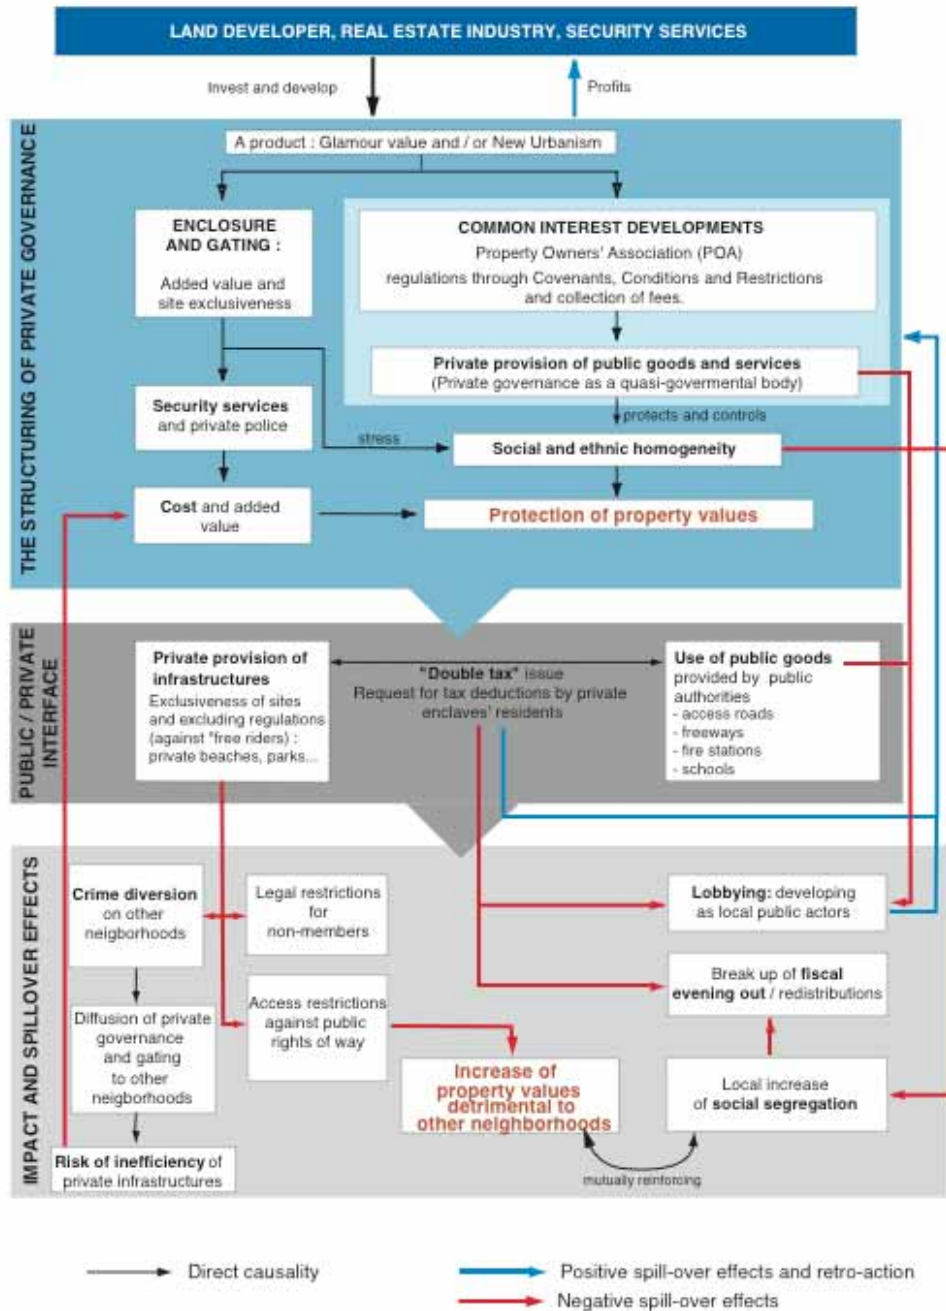 LAND DEVELOPER, REAL ESTATE INDUSTRY, SECURITY SERVICES
Invest and develop
Profits
THE STRUCTURING OF PRIVATE GOVERNANCE
A product : Glamour value and / or New Urbanism
ENCLOSURE
AND GATING :
Added value and
site exclusiveness
COMMON INTEREST DEVELOPMENTS
Property Owners' Association (POA)
regulations through Covenants, Conditions and Restrictions
and collection of fees.
Private provision of public goods and services
(Private governance as a quasi-govermental body)
protects and controls
Security services
and private police
stress
Social and ethnic homogeneity
Cost and added
value
Protection of property values
PUBLIC / PRIVATE
INTERFACE
Private provision of
infrastructures
Exclusiveness of sites
and excluding regulations
(against "free riders) :
private beaches, parks...
"Double tax" issue
Request for tax deductions by private
enclaves' residents
Use of public goods
provided by public
authorities
- access roads
- freeways
- fire stations
- schools
IMPACT AND SPILLOVER EFFECTS
Crime diversion
on other
neigborhoods
Legal restrictions
for
non-members
Lobbying: developing
as local public actors
Diffusion of private
governance
and gating
to other
neigborhoods
Access restrictions
against public
rights of way
Break up of fiscal
evening out / redistributions
Increase of
property values
detrimental to
other neighborhoods
Local increase
of social segregation
Risk of inefficiency of
private infrastructures
mutually reinforcing
Direct causality
Positive spill-over effects and retro-action
Negative spill-over effects